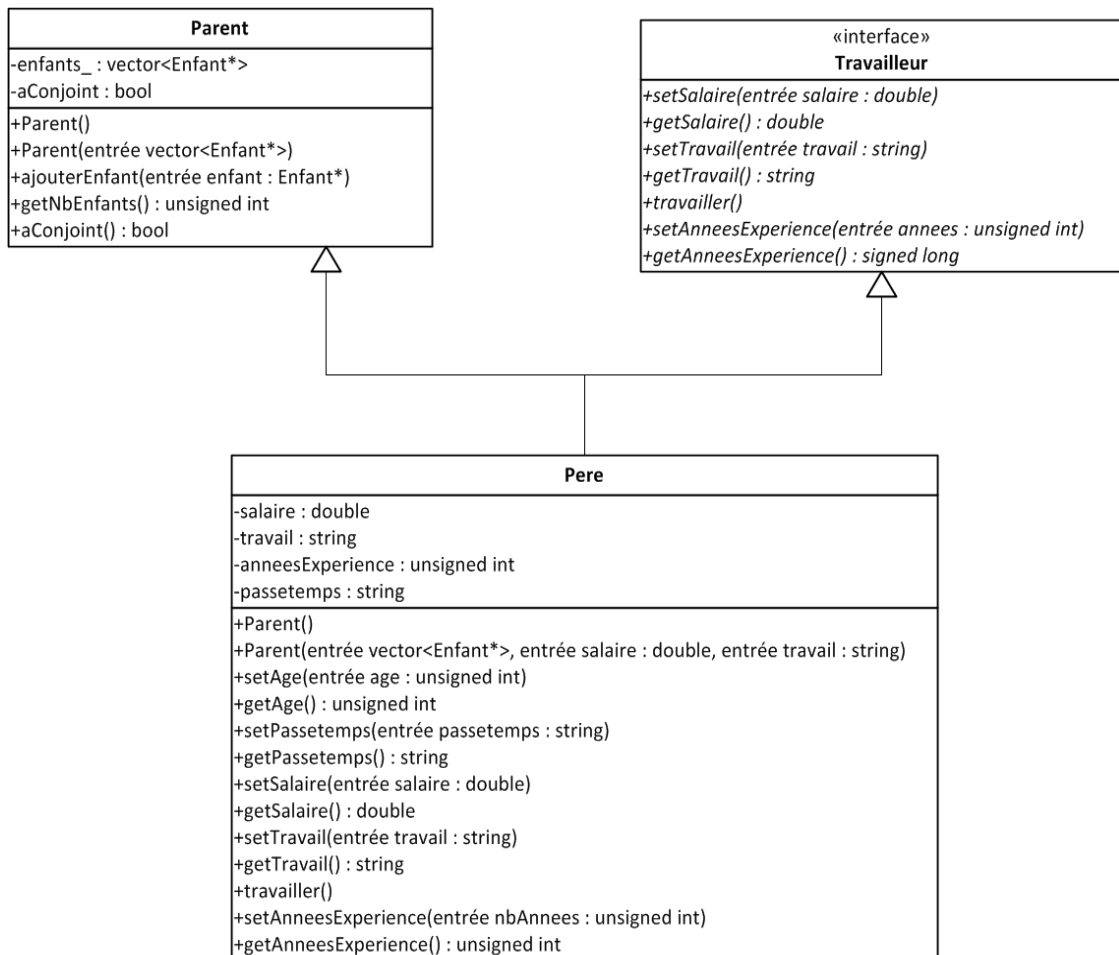 Parent
-enfants_ : vector<Enfant*>
-aConjoint : bool
+Parent()
+Parent(entrée vector<Enfant*>)
+ajouterEnfant(entrée enfant : Enfant*)
+getNbEnfants() : unsigned int
+aConjoint() : bool
«interface»
Travailleur
+setSalaire(entrée salaire : double)
+getSalaire() : double
+setTravail(entrée travail : string)
+getTravail() : string
+travailler()
+setAnneesExperience(entrée annees : unsigned int)
+getAnneesExperience() : signed long
Pere
-salaire : double
-travail : string
-anneesExperience : unsigned int
-passetemps : string
+Parent()
+Parent(entrée vector<Enfant*>, entrée salaire : double, entrée travail : string)
+setAge(entrée age : unsigned int)
+getAge() : unsigned int
+setPassetemps(entrée passetemps : string)
+getPassetemps() : string
+setSalaire(entrée salaire : double)
+getSalaire() : double
+setTravail(entrée travail : string)
+getTravail() : string
+travailler()
+setAnneesExperience(entrée nbAnnees : unsigned int)
+getAnneesExperience() : unsigned int